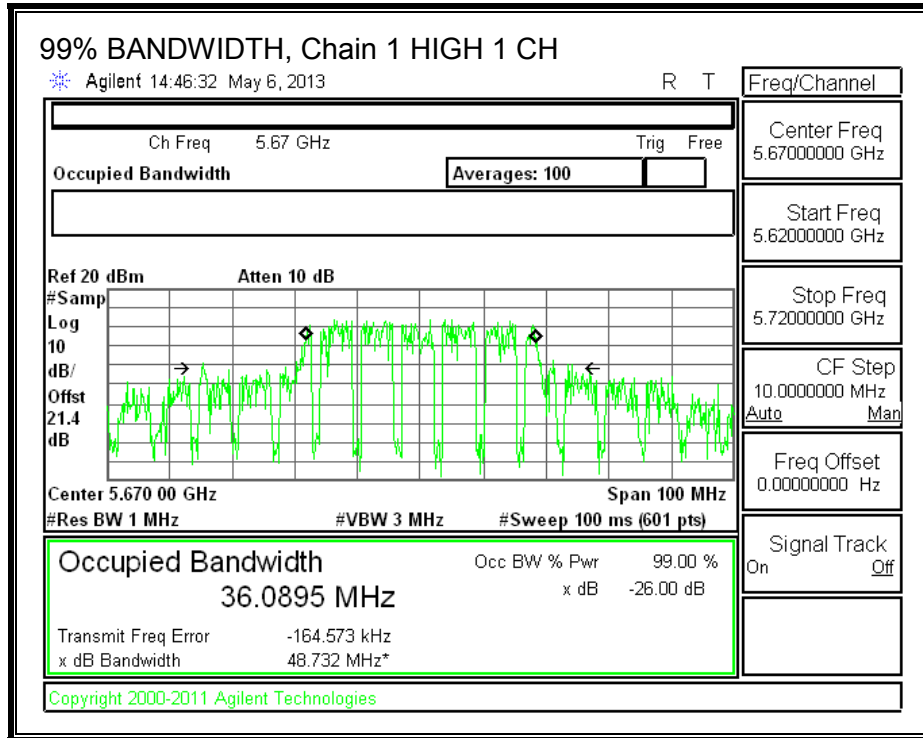 99% BANDWIDTH, Chain 1 HIGH 1 CH
Agilent 14:46:32 May 6, 2013 R T
Freq/Channel
Ch Freq 5.67 GHz Trig Free
Occupied Bandwidth Averages: 100
Ref 20 dBm Atten 10 dB
#Samp
Log
10
dB/
Offst
21.4
dB
Center 5.670 00 GHz Span 100 MHz
#Res BW 1 MHz #VBW 3 MHz #Sweep 100 ms (601 pts)
Occupied Bandwidth
36.0895 MHz
Occ BW % Pwr 99.00 %
x dB -26.00 dB
Transmit Freq Error -164.573 kHz
x dB Bandwidth 48.732 MHz*
Copyright 2000-2011 Agilent Technologies
Center Freq
5.67000000 GHz
Start Freq
5.62000000 GHz
Stop Freq
5.72000000 GHz
CF Step
10.0000000 MHz
Auto Man
Freq Offset
0.00000000 Hz
Signal Track
On Off